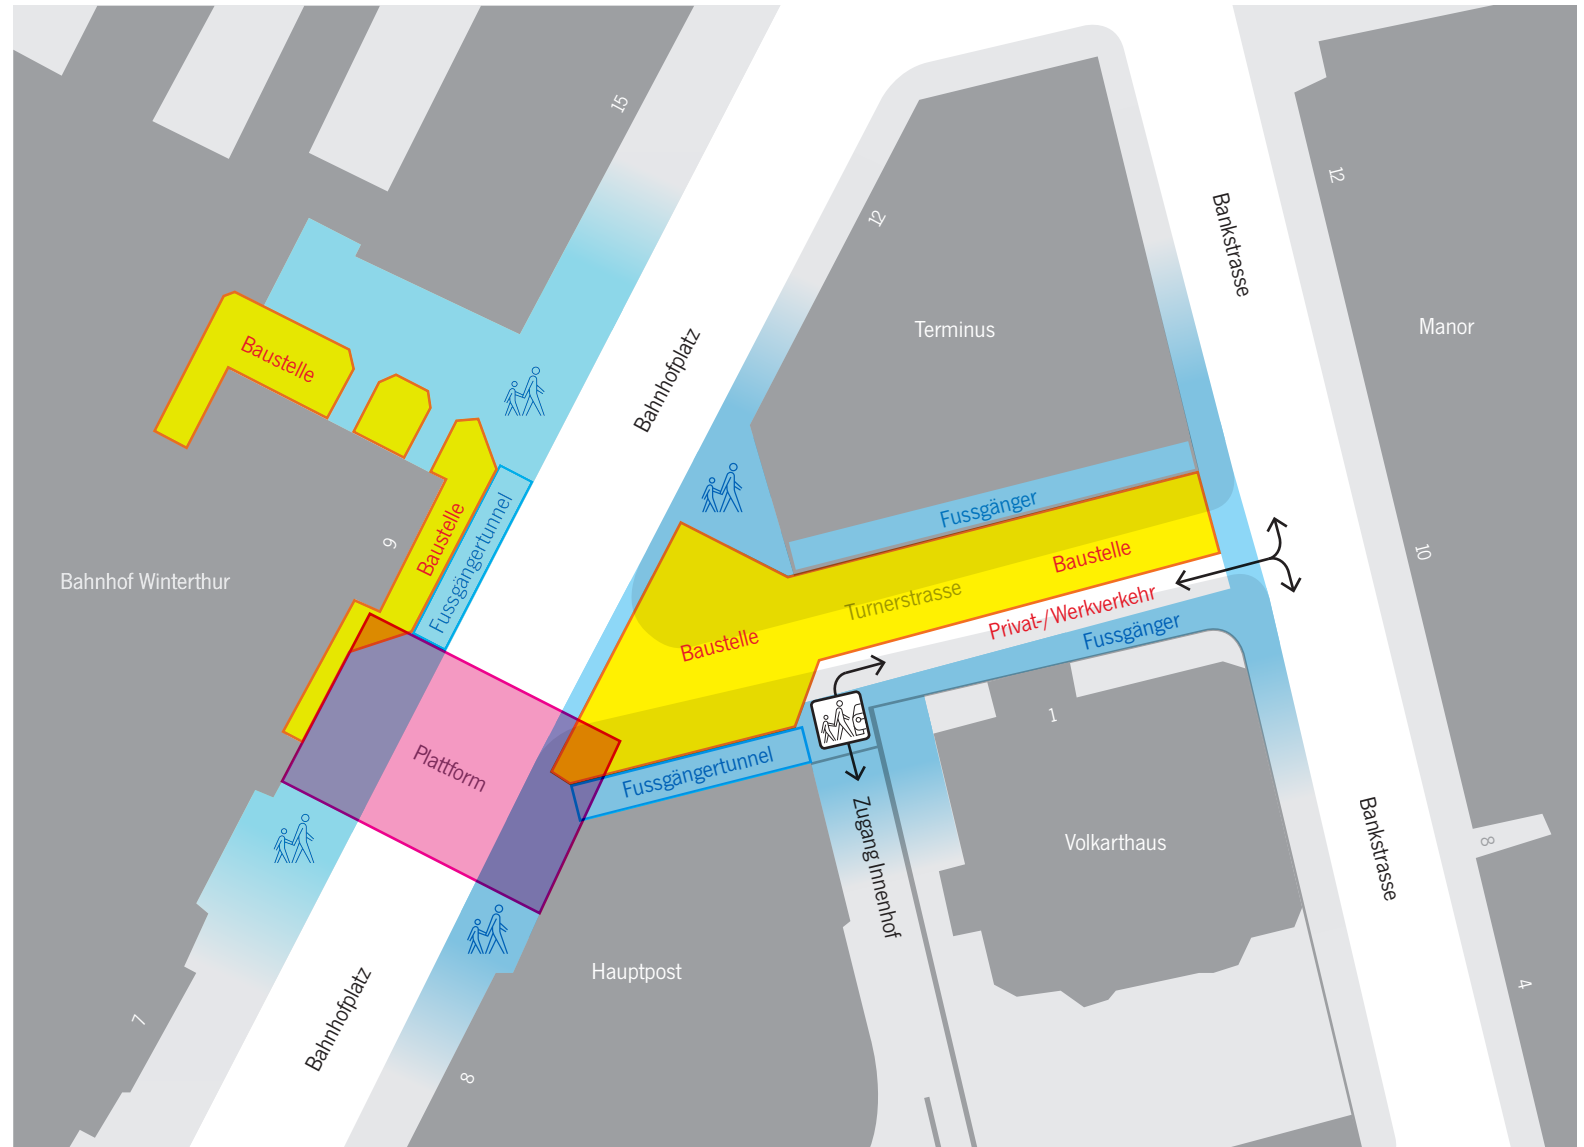 15
12
Bankstrasse
12
Terminus
Manor
Baustelle
Bahnhofplatz
Fussgänger
Baustelle
Fussgängertunnel
9
Bahnhof Winterthur
Baustelle
10
Turnerstrasse
Privat-/Werkverkehr
Baustelle
Fussgänger
1
Plattform
Fussgängertunnel
Zugang Innenhof
Volkarthaus
8
Bankstrasse
Hauptpost
4
7
Bahnhofplatz
8